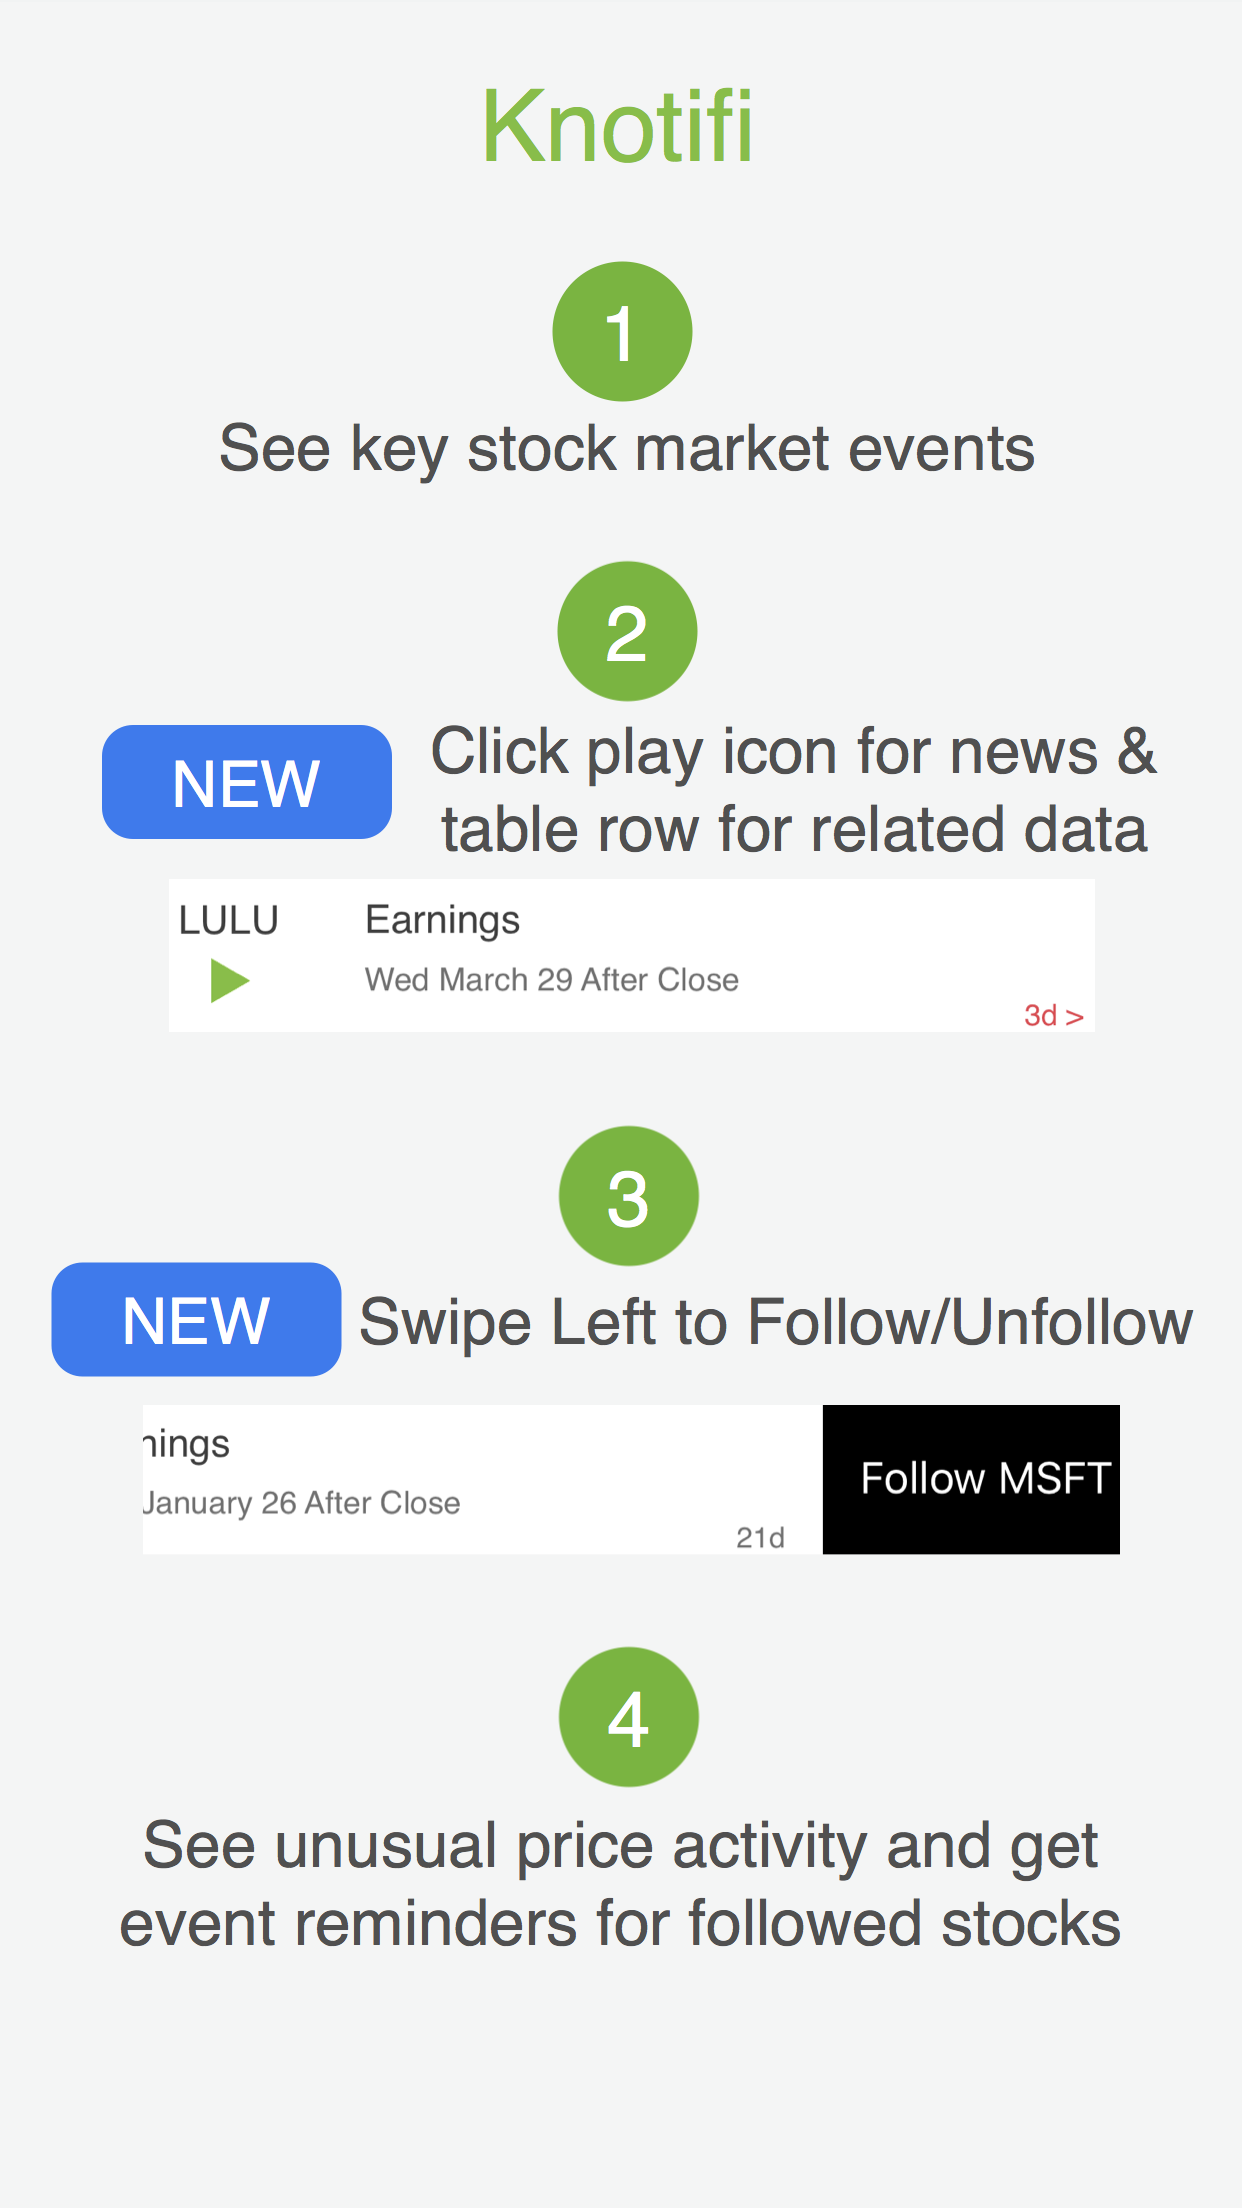 Knotifi
1
See key stock market events
2
NEW
Click play icon for news &
table row for related data
LULU
Earnings
Wed March 29 After Close
3d >
3
NEW
Swipe Left to Follow/Unfollow
nings
January 26 After Close
21d
Follow MSFT
4
See unusual price activity and get
event reminders for followed stocks